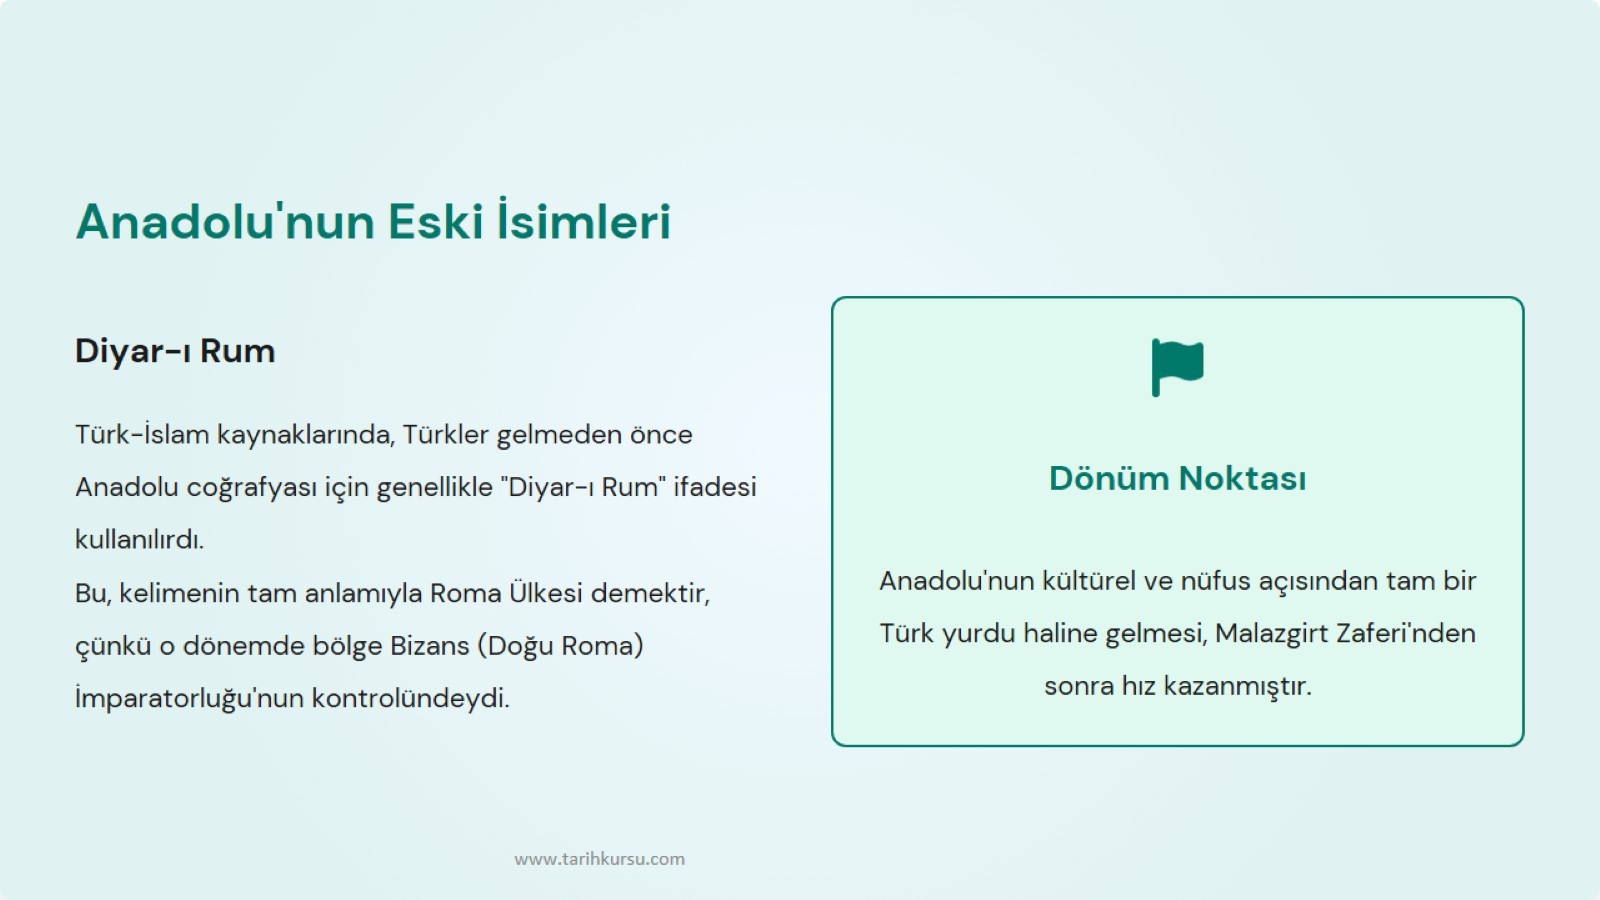 Anadolu'nun Eski İsimleri
Diyar-ı Rum
Türk-İslam kaynaklarında, Türkler gelmeden önce
Anadolu coğrafyası için genellikle "Diyar-ı Rum" ifadesi
kullanılırdı.
Bu, kelimenin tam anlamıyla Roma Ülkesi demektir,
çünkü o dönemde bölge Bizans (Doğu Roma)
İmparatorluğu'nun kontrolündeydi.
Dönüm Noktası
Anadolu'nun kültürel ve nüfus açısından tam bir
Türk yurdu haline gelmesi, Malazgirt Zaferi'nden
sonra hız kazanmıştır.
www.tarihkursu.com